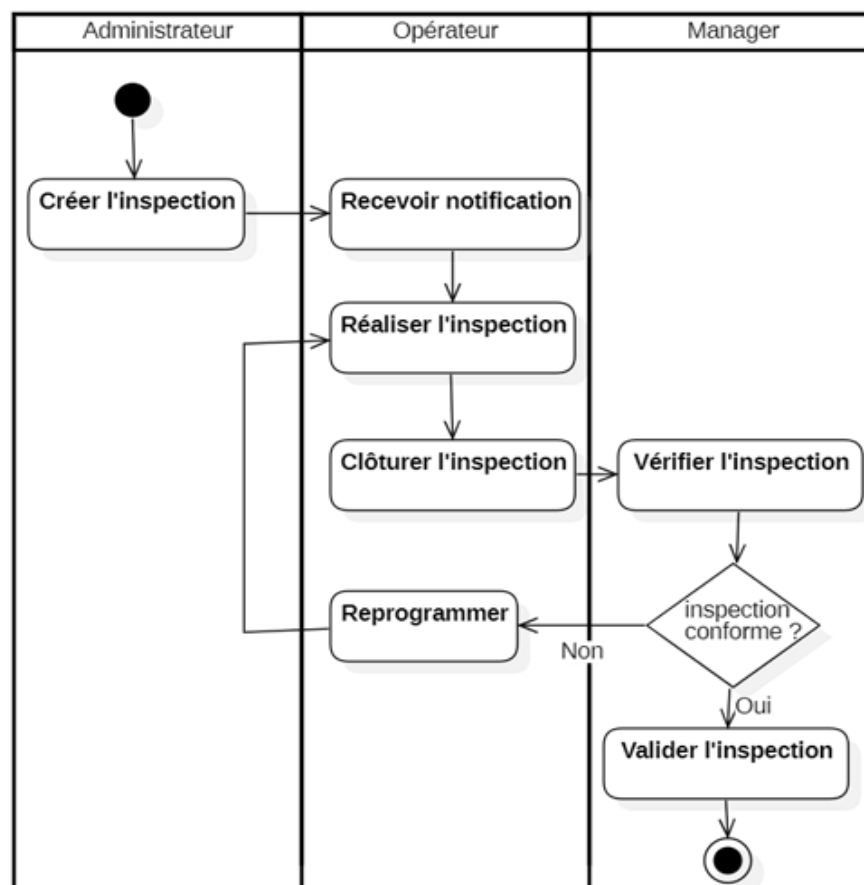 Administrateur
Opérateur
Manager
Créer l'inspection
Recevoir notification
Réaliser l'inspection
Clôturer l'inspection
Vérifier l'inspection
inspection
conforme ?
Non
Reprogrammer
Oui
Valider l'inspection